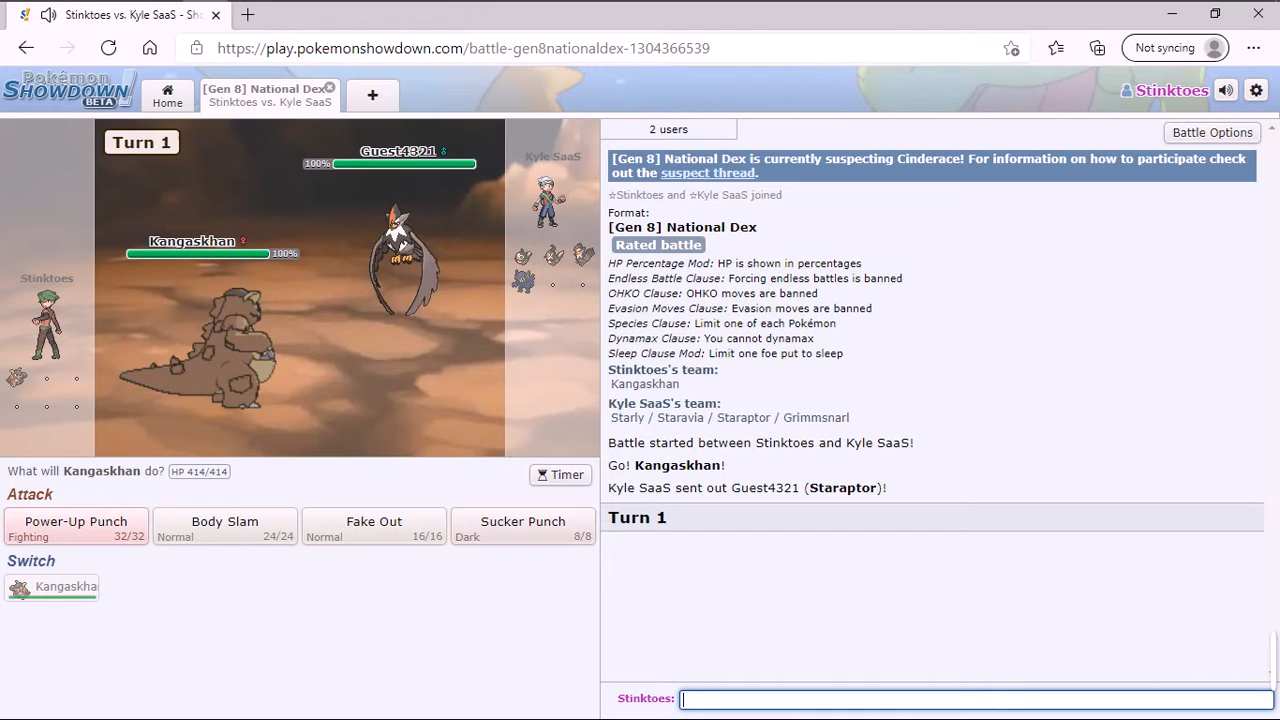 Stinktoes vs. Kyle SaaS - Sho
https://play.pokemonshowdown.com/battle-gen8nationaldex-1304366539
Not syncing
Pokémon
SHOWDOWN
BETA
Home
[Gen 8] National Dex
Stinktoes vs. Kyle SaaS
Stinktoes
Turn 1
Guest4321
100%
Kangaskhan
100%
Kyle SaaS
Stinktoes
What will Kangaskhan do? HP 414/414
Timer
Attack
Power-Up Punch
Fighting 32/32
Body Slam
Normal 24/24
Fake Out
Normal 16/16
Sucker Punch
Dark 8/8
Switch
Kangaskha
2 users
Battle Options
[Gen 8] National Dex is currently suspecting Cinderace! For information on how to participate check
out the suspect thread.
☆Stinktoes and ☆Kyle SaaS joined
Format:
[Gen 8] National Dex
Rated battle
HP Percentage Mod: HP is shown in percentages
Endless Battle Clause: Forcing endless battles is banned
OHKO Clause: OHKO moves are banned
Evasion Moves Clause: Evasion moves are banned
Species Clause: Limit one of each Pokémon
Dynamax Clause: You cannot dynamax
Sleep Clause Mod: Limit one foe put to sleep
Stinktoes's team:
Kangaskhan
Kyle SaaS's team:
Starly / Staravia / Staraptor / Grimmsnarl
Battle started between Stinktoes and Kyle SaaS!
Go! Kangaskhan!
Kyle SaaS sent out Guest4321 (Staraptor)!
Turn 1
Stinktoes: